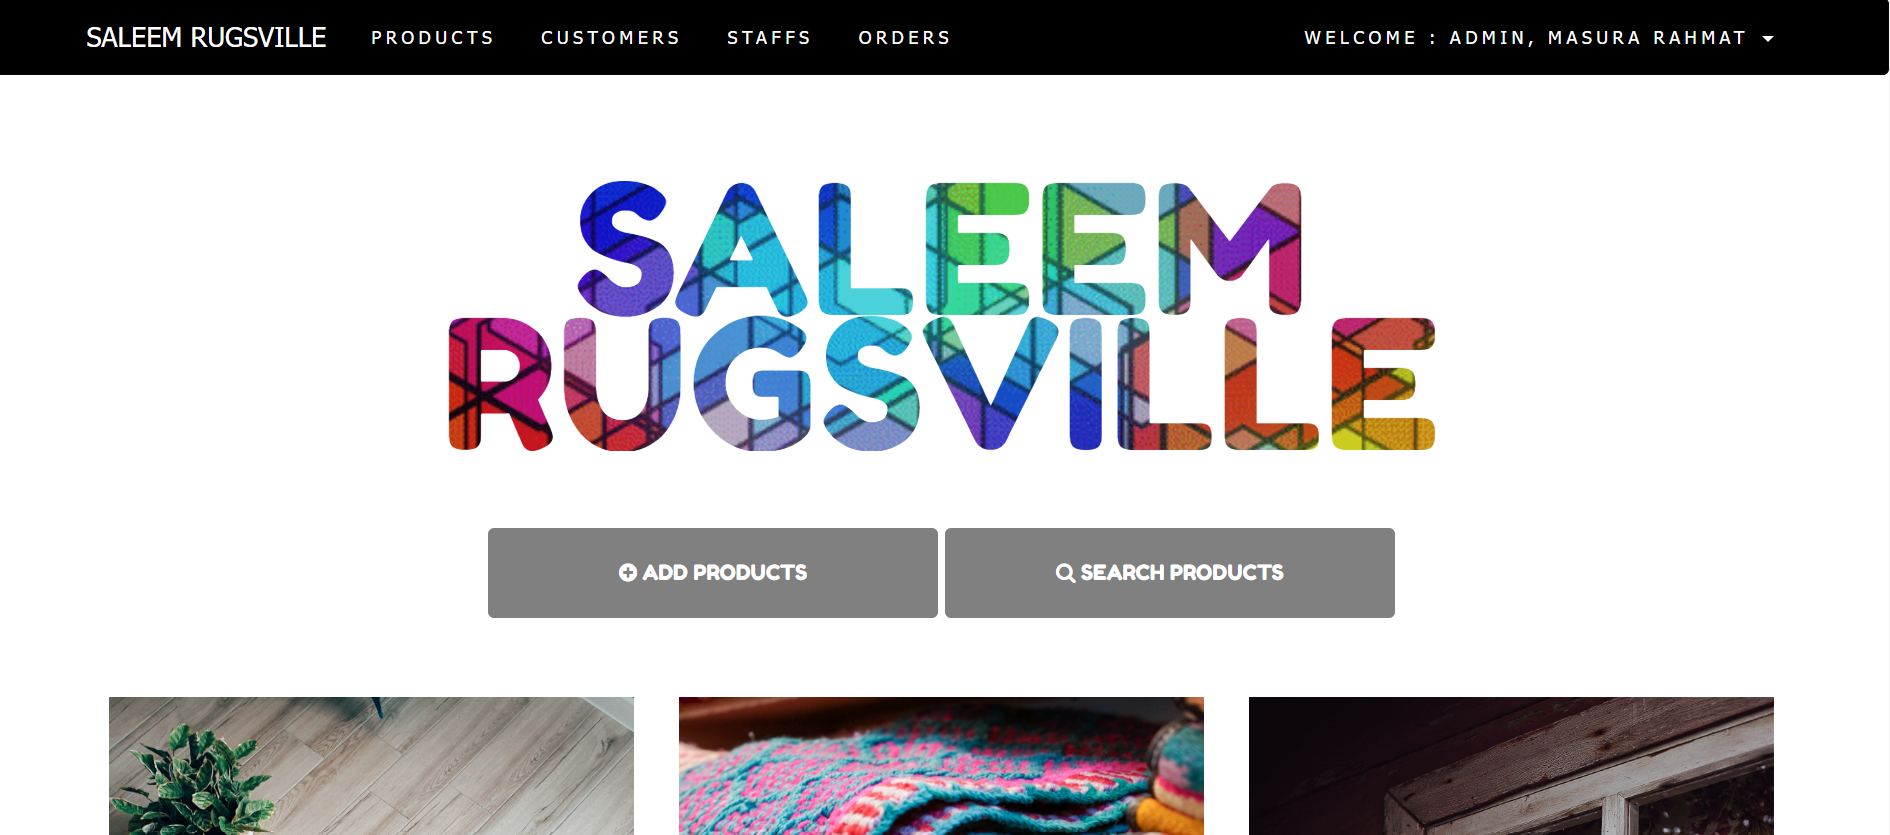 SALEEM RUGSVILLE PRODUCTS CUSTOMERS STAFFS ORDERS WELCOME : ADMIN, MASURA RAHMAT
SALEEM
RUGSVILLE
ADD PRODUCTS SEARCH PRODUCTS